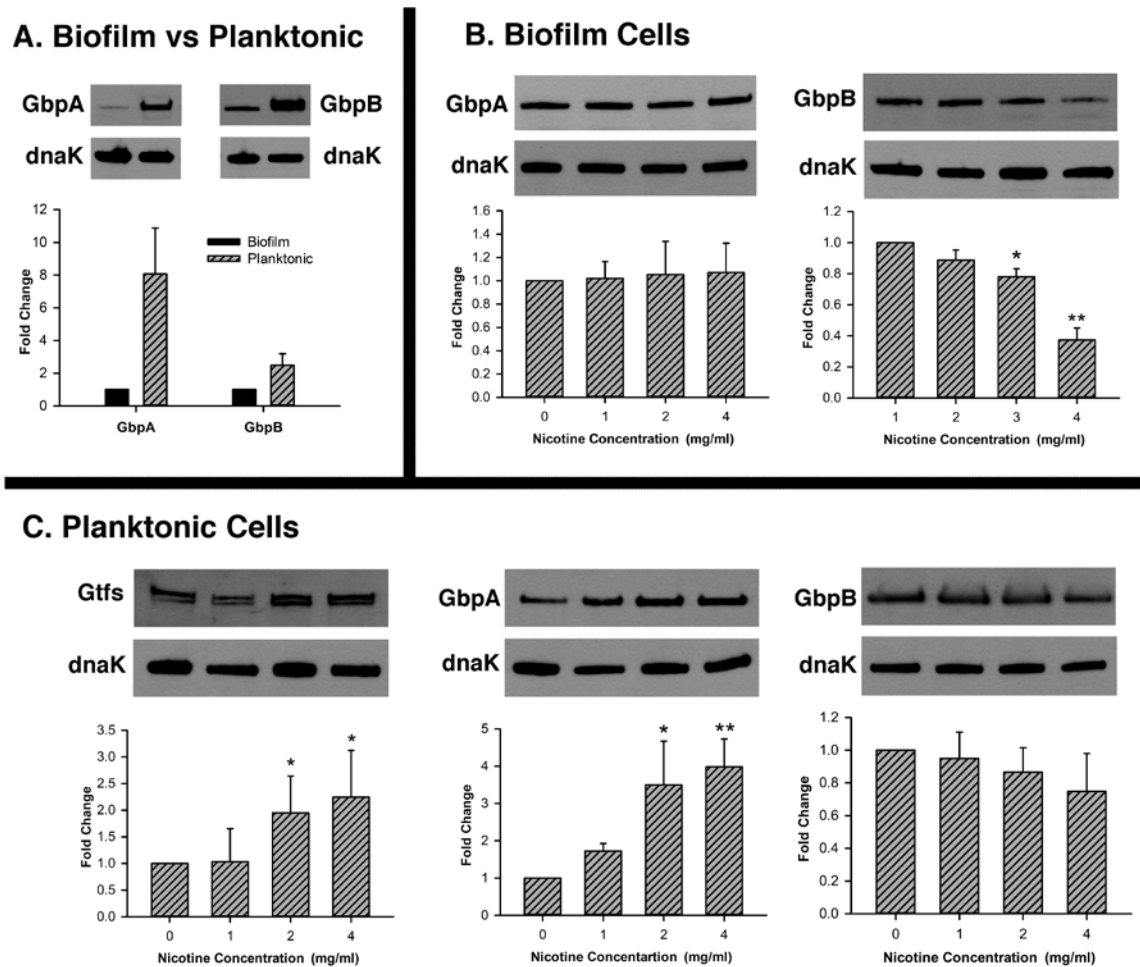 A. Biofilm vs Planktonic
GbpA
GbpB
dnaK
dnaK
12
10
8
6
4
2
0
Fold Change
Biofilm
Planktonic
GbpA
GbpB
B. Biofilm Cells
GbpA
dnaK
1.6
1.4
1.2
1.0
0.8
0.6
0.4
0.2
0.0
Fold Change
0 1 2 4
Nicotine Concentration (mg/ml)
GbpB
dnaK
1.2
1.0
0.8
0.6
0.4
0.2
0.0
Fold Change
*
**
1 2 3 4
Nicotine Concentration (mg/ml)
C. Planktonic Cells
Gtfs
dnaK
3.5
3.0
2.5
2.0
1.5
1.0
0.5
0.0
Fold Change
*
*
0 1 2 4
Nicotine Concentration (mg/ml)
GbpA
dnaK
5
4
3
2
1
0
Fold Change
*
**
0 1 2 4
Nicotine Concentartion (mg/ml)
GbpB
dnaK
1.2
1.0
0.8
0.6
0.4
0.2
0.0
Fold Change
0 1 2 4
Nicotine Concentration (mg/ml)